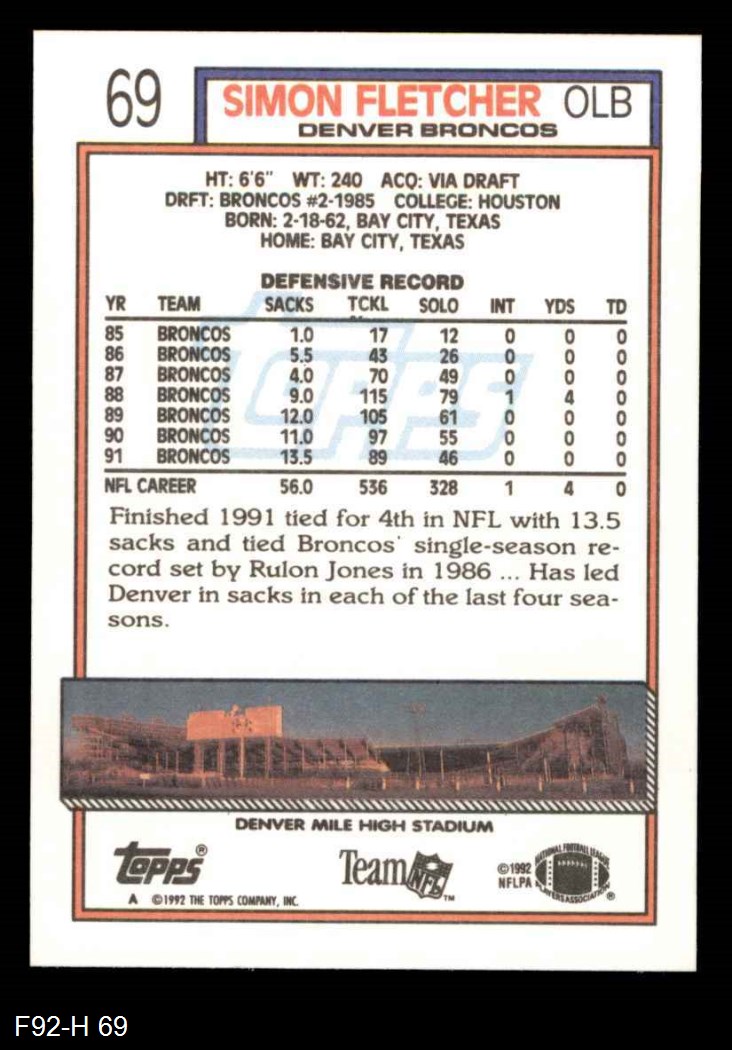 69
SIMON FLETCHER OLB
DENVER BRONCOS
HT: 6'6" WT: 240 ACQ: VIA DRAFT
DRFT: BRONCOS #2-1985 COLLEGE: HOUSTON
BORN: 2-18-62, BAY CITY, TEXAS
HOME: BAY CITY, TEXAS
DEFENSIVE RECORD
YR TEAM SACKS TCKL SOLO INT YDS TD
85 BRONCOS 1.0 17 12 0 0 0
86 BRONCOS 5.5 43 26 0 0 0
87 BRONCOS 4.0 70 49 0 0 0
88 BRONCOS 9.0 115 79 1 4 0
89 BRONCOS 12.0 105 61 0 0 0
90 BRONCOS 11.0 97 55 0 0 0
91 BRONCOS 13.5 89 46 0 0 0
NFL CAREER 56.0 536 328 1 4 0
TOPPS
Finished 1991 tied for 4th in NFL with 13.5
sacks and tied Broncos' single-season re-
cord set by Rulon Jones in 1986 ... Has led
Denver in sacks in each of the last four sea-
sons.
DENVER MILE HIGH STADIUM
TOPPS®
Team NFL™
©1992
NFLPA
NATIONAL FOOTBALL LEAGUE
PLAYERS ASSOCIATION ®
A ©1992 THE TOPPS COMPANY, INC.
F92-H 69